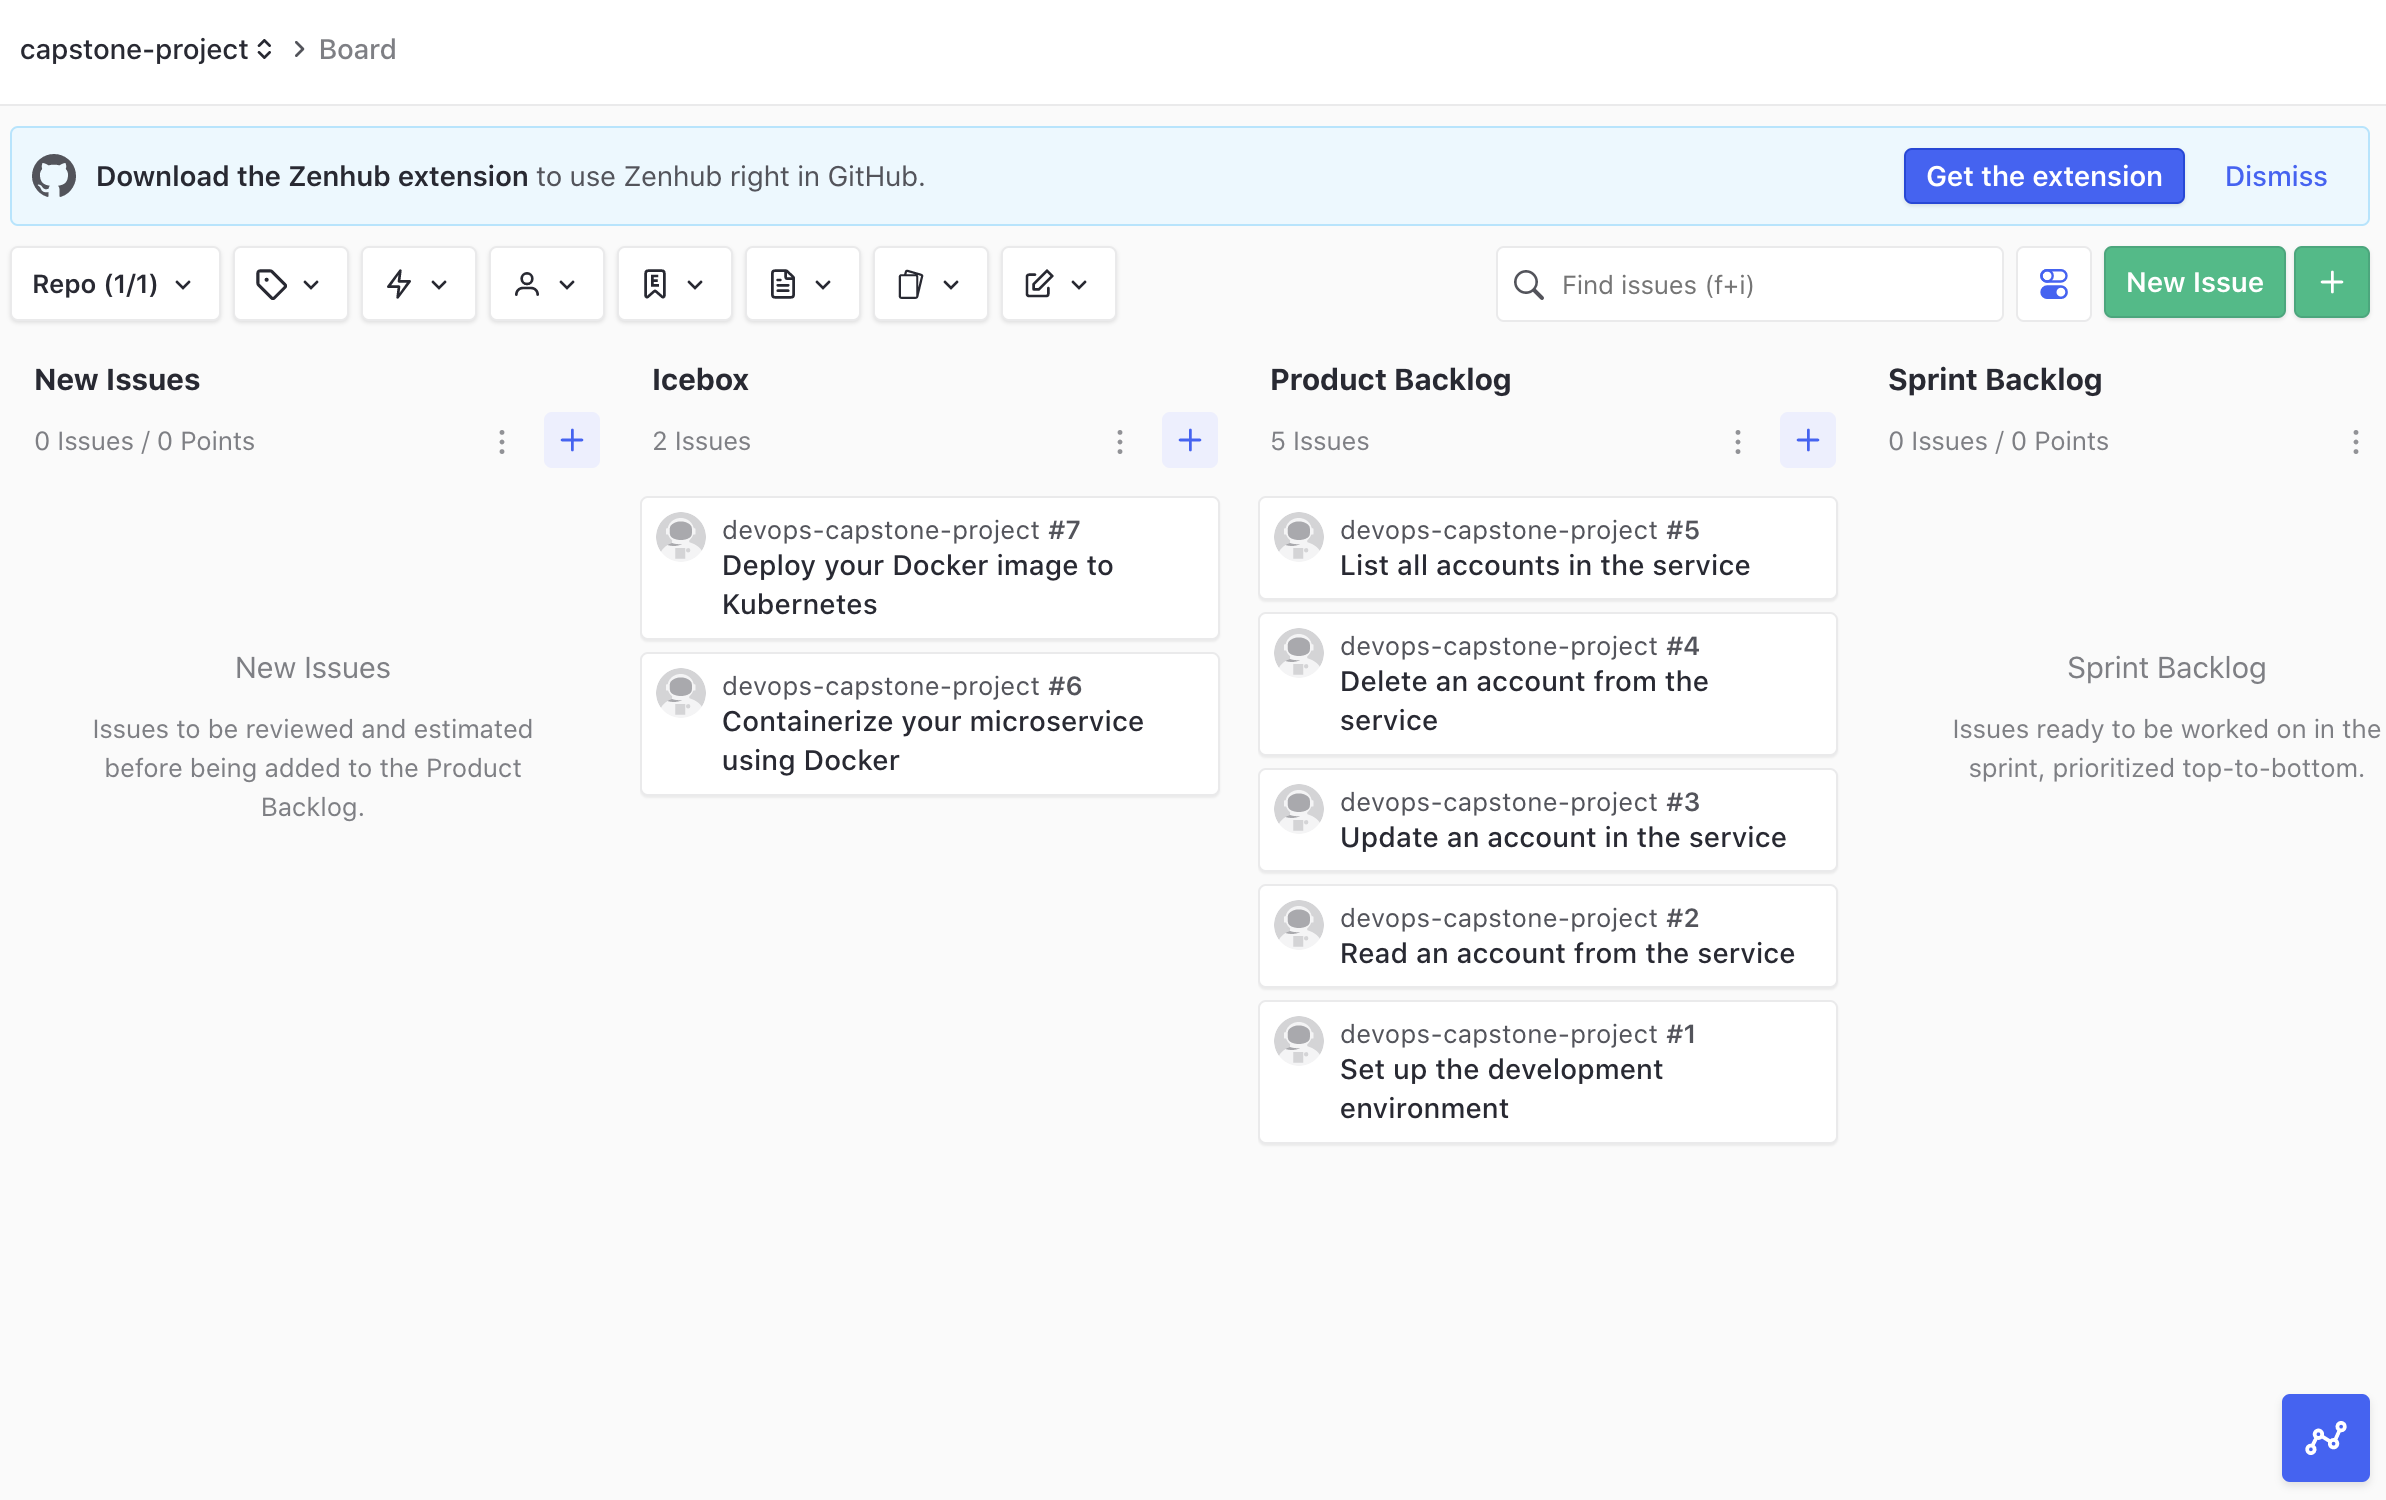 capstone-project > Board
Download the Zenhub extension to use Zenhub right in GitHub.
Get the extension
Dismiss
Repo (1/1)
E
Find issues (f+i)
New Issue
+
New Issues
0 Issues / 0 Points
+
New Issues
Issues to be reviewed and estimated
before being added to the Product
Backlog.
Icebox
2 Issues
+
devops-capstone-project #7
Deploy your Docker image to
Kubernetes
devops-capstone-project #6
Containerize your microservice
using Docker
Product Backlog
5 Issues
+
devops-capstone-project #5
List all accounts in the service
devops-capstone-project #4
Delete an account from the
service
devops-capstone-project #3
Update an account in the service
devops-capstone-project #2
Read an account from the service
devops-capstone-project #1
Set up the development
environment
Sprint Backlog
0 Issues / 0 Points
Sprint Backlog
Issues ready to be worked on in the
sprint, prioritized top-to-bottom.